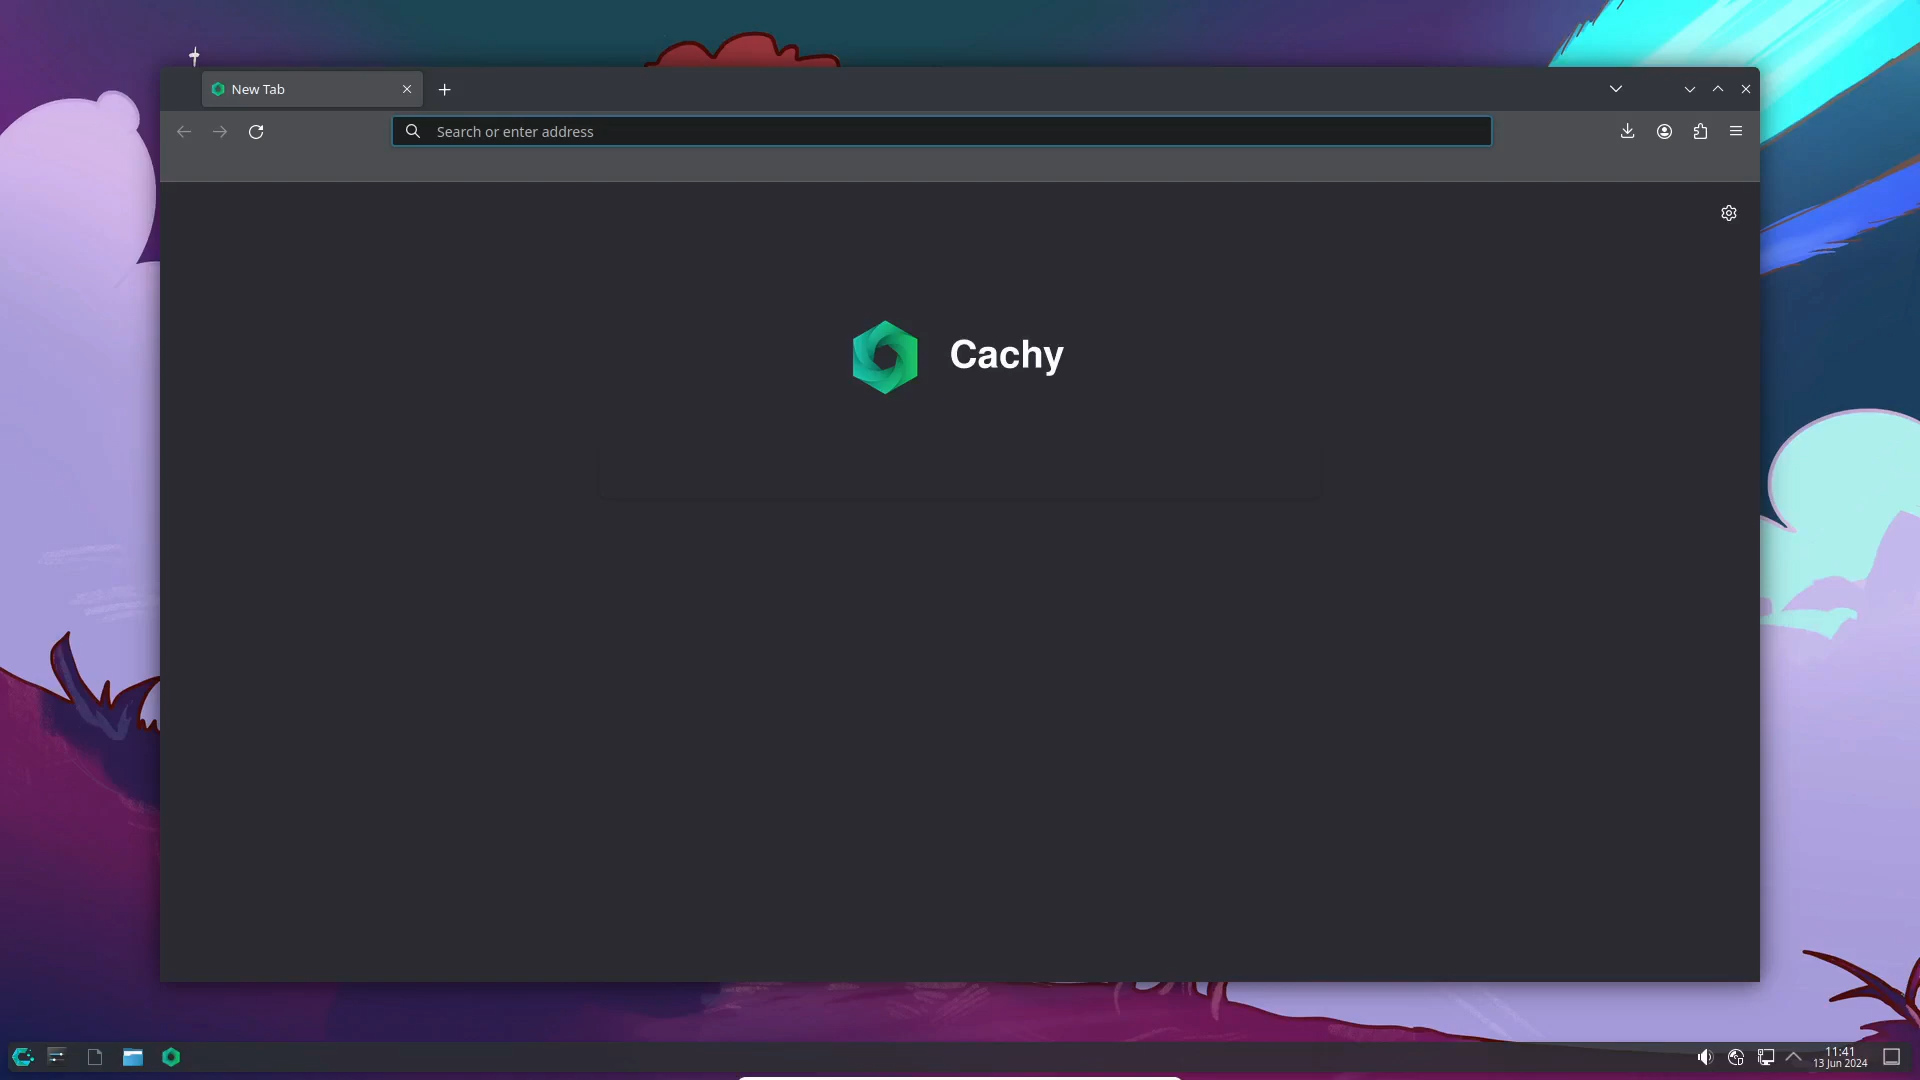 New Tab
Search or enter address
Cachy
11:41
13 Jun 2024